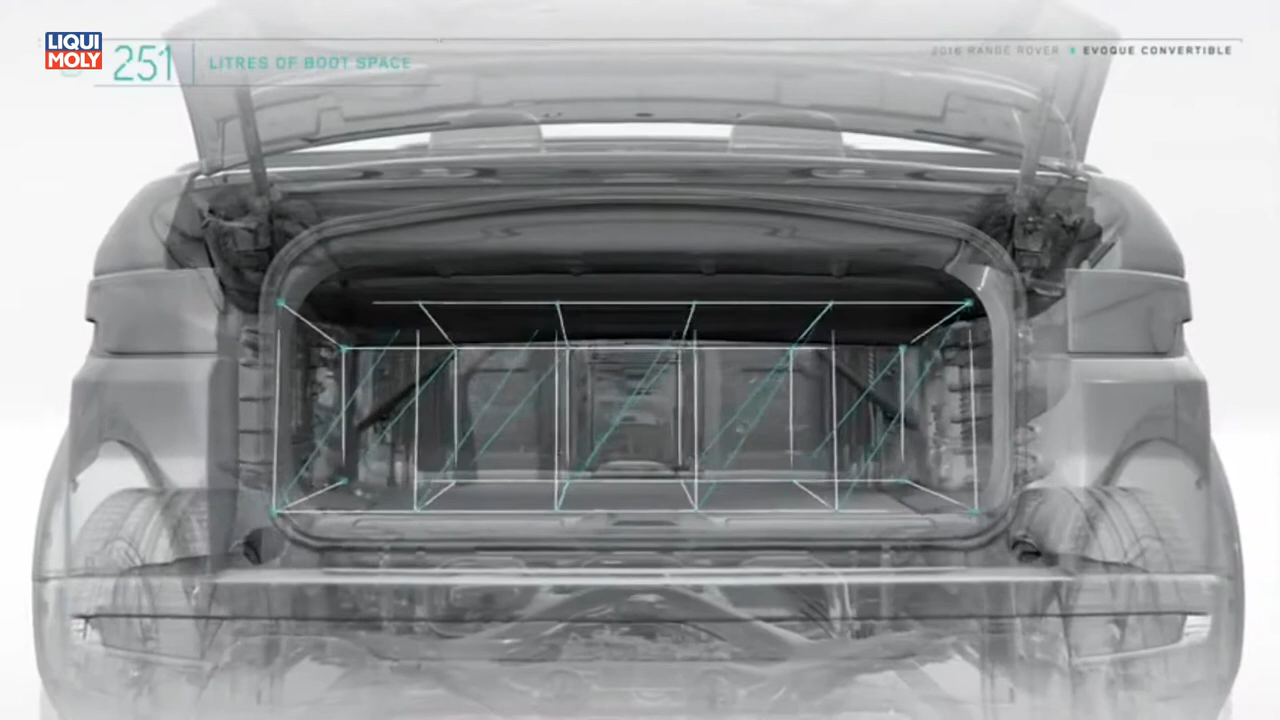 LIQUI
MOLY
251
LITRES OF BOOT SPACE
2016 RANGE ROVER
EVOQUE CONVERTIBLE